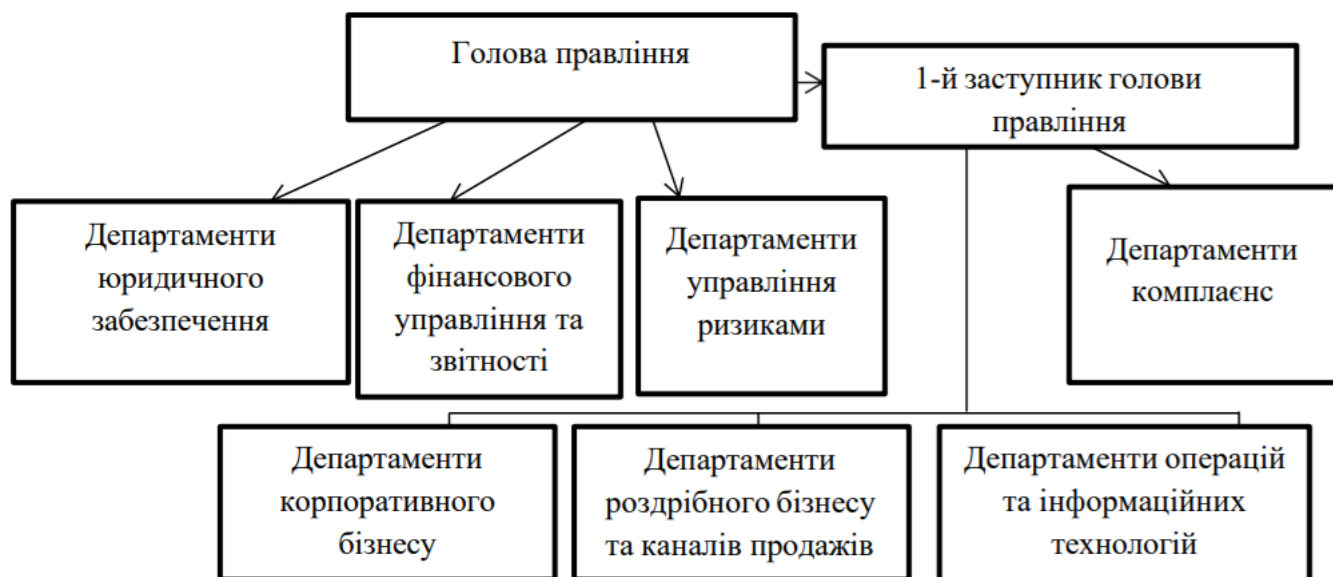 Голова правління
1-й заступник голови
правління
Департаменти
юридичного
забезпечення
Департаменти
фінансового
управління та
звітності
Департаменти
управління
ризиками
Департаменти
комплаєнс
Департаменти
корпоративного
бізнесу
Департаменти
роздрібного бізнесу
та каналів продажів
Департаменти операцій
та інформаційних
технологій